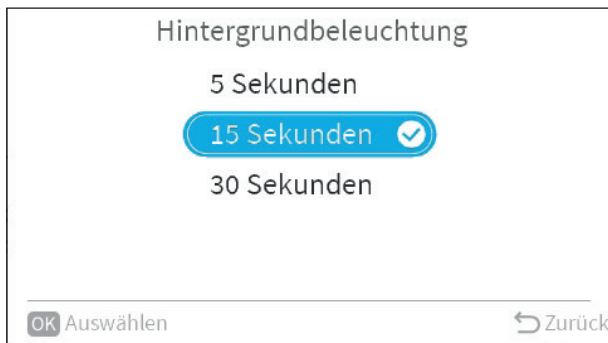 Hintergrundbeleuchtung
5 Sekunden
15 Sekunden
30 Sekunden
OK Auswählen Zurück